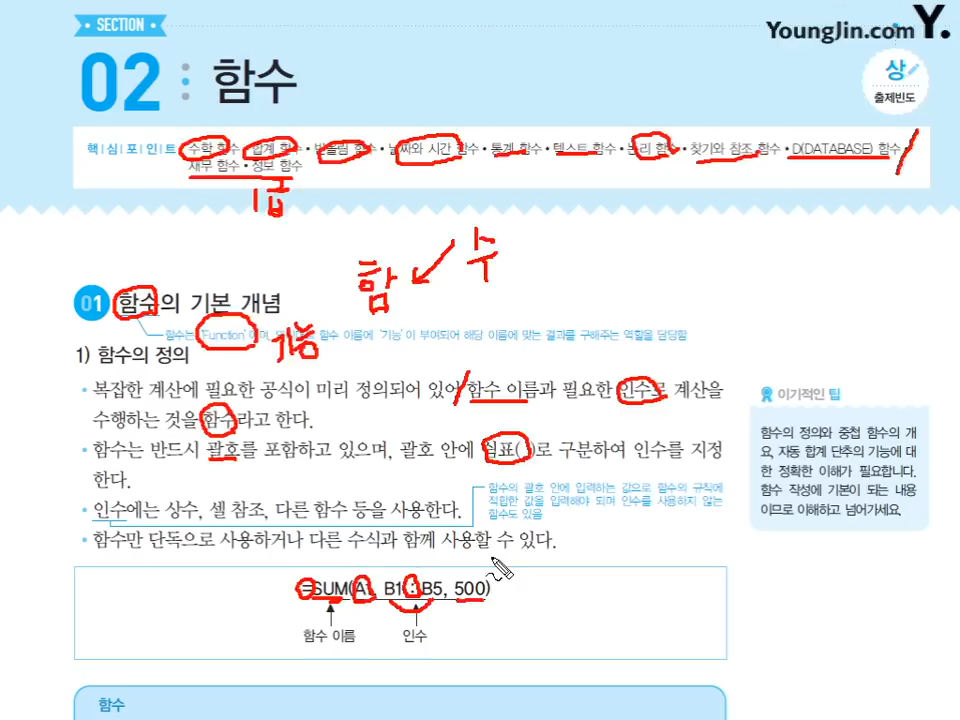 SECTION
YoungJin.com Y.
02 함수
상
출제빈도
핵|심|포|인|트 수학 함수 • 합계 함수 • 반올림 함수 • 날짜와 시간 함수 • 통계 함수 • 텍스트 함수 • 논리 함수 • 찾기와 참조 함수 • D(DATABASE) 함수 •
재무 함수 • 정보 함수
1급
함 수
01 함수의 기본 개념
함수는 'Function'이며, 함수 이름에 '기능'이 부여되어 해당 이름에 맞는 결과를 구해주는 역할을 담당함
기능
1) 함수의 정의
• 복잡한 계산에 필요한 공식이 미리 정의되어 있어 함수 이름과 필요한 인수로 계산을
수행하는 것을 함수라고 한다.
• 함수는 반드시 괄호를 포함하고 있으며, 괄호 안에 쉼표(,)로 구분하여 인수를 지정
한다.
함수의 괄호 안에 입력하는 값으로 함수의 규칙에
적합한 값을 입력해야 되며 인수를 사용하지 않는
함수도 있음
• 인수에는 상수, 셀 참조, 다른 함수 등을 사용한다.
• 함수만 단독으로 사용하거나 다른 수식과 함께 사용할 수 있다.
=SUM(A1, B1:B5, 500)
함수 이름 인수
이기적인 팁
함수의 정의와 중첩 함수의 개
요, 자동 합계 단추의 기능에 대
한 정확한 이해가 필요합니다.
함수 작성에 기본이 되는 내용
이므로 이해하고 넘어가세요.
함수